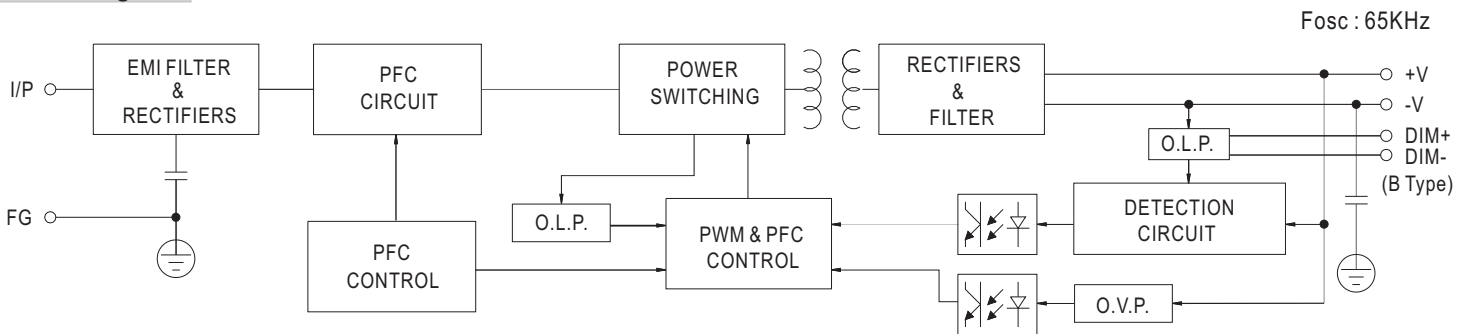 Fosc : 65KHz
I/P
EMI FILTER
&
RECTIFIERS
PFC
CIRCUIT
POWER
SWITCHING
RECTIFIERS
&
FILTER
+V
-V
DIM+
DIM-
(B Type)
O.L.P.
FG
O.L.P.
PFC
CONTROL
PWM & PFC
CONTROL
DETECTION
CIRCUIT
O.V.P.